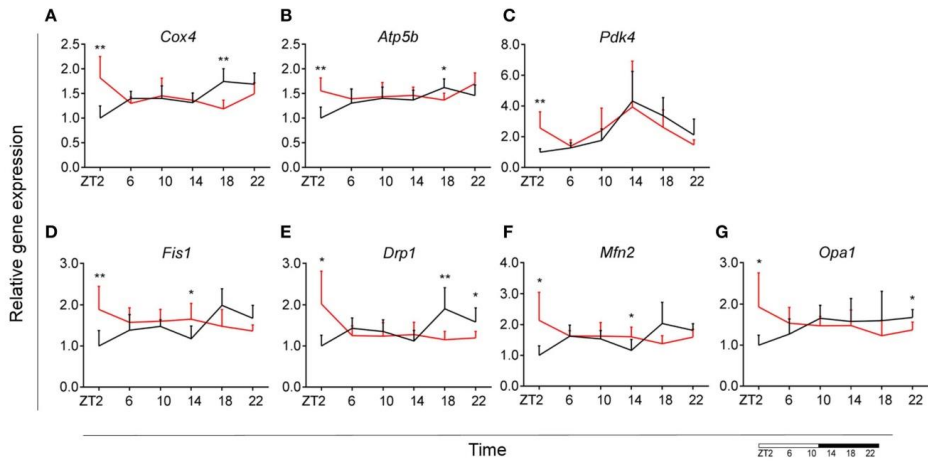 A
B
C
Cox4
Atp5b
Pdk4
** ** ** * **
2.5 2.0 1.5 1.0 0.5 0.0
2.5 2.0 1.5 1.0 0.5 0.0
8.0 6.0 4.0 2.0 0.0
ZT2 6 10 14 18 22
ZT2 6 10 14 18 22
ZT2 6 10 14 18 22
Relative gene expression
D
E
F
G
Fis1
Drp1
Mfn2
Opa1
** * * ** * * * * *
3.0 2.0 1.0 0.0
3.0 2.0 1.0 0.0
4.0 3.0 2.0 1.0 0.0
3.0 2.0 1.0 0.0
ZT2 6 10 14 18 22
ZT2 6 10 14 18 22
ZT2 6 10 14 18 22
ZT2 6 10 14 18 22
Time
ZT2 6 10 14 18 22